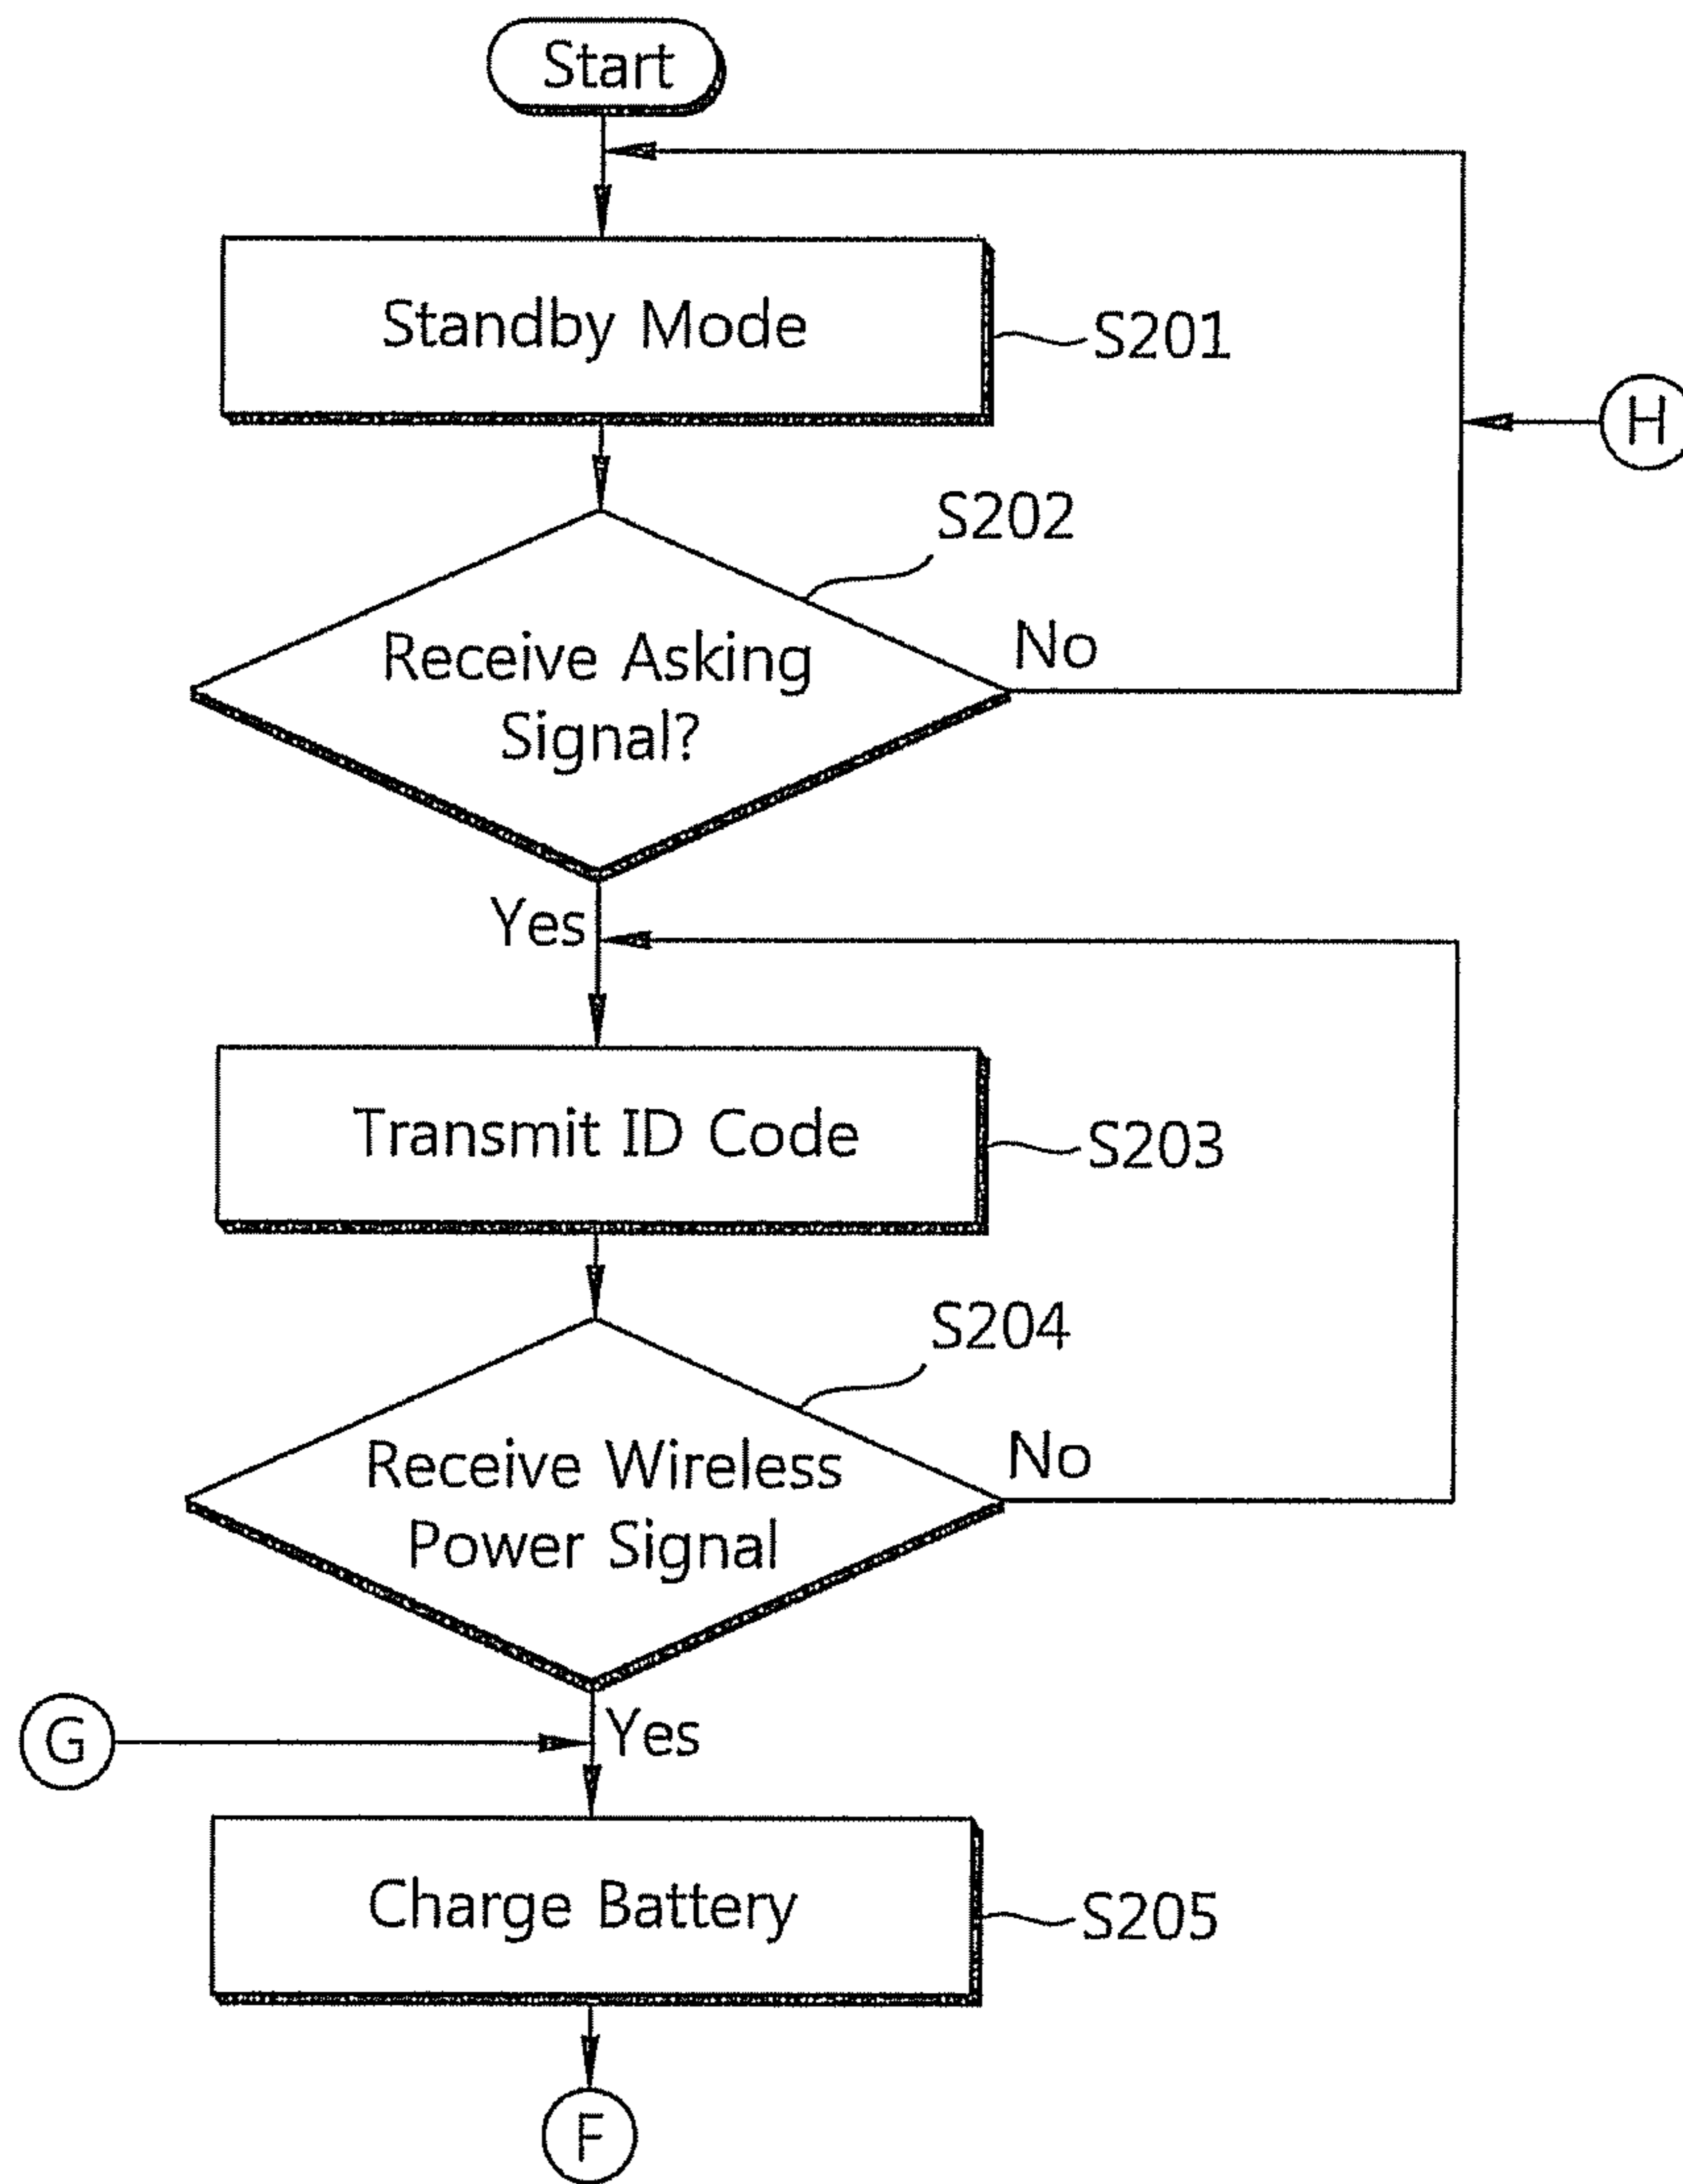 Start
Standby Mode
S201
H
S202
Receive Asking
Signal?
No
Yes
Transmit ID Code
S203
S204
Receive Wireless
Power Signal
No
G
Yes
Charge Battery
S205
F